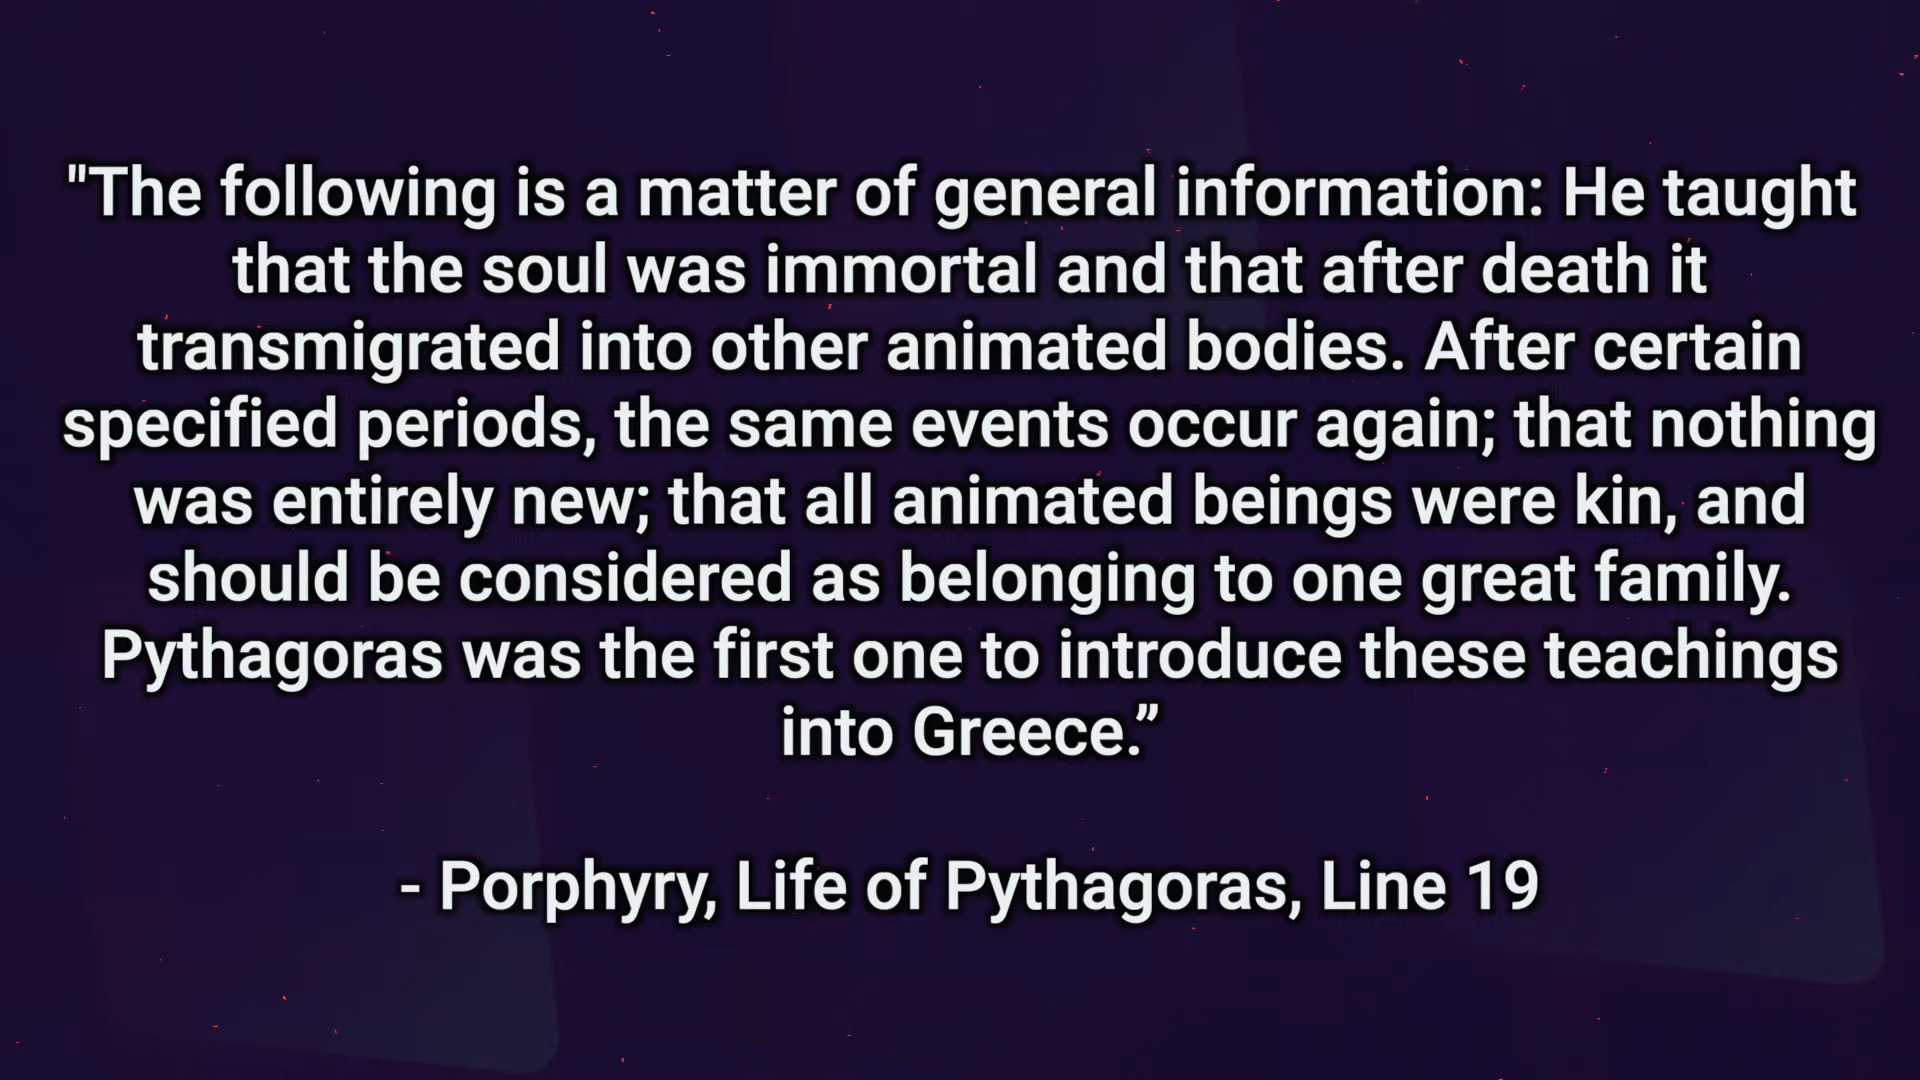 "The following is a matter of general information: He taught
that the soul was immortal and that after death it
transmigrated into other animated bodies. After certain
specified periods, the same events occur again; that nothing
was entirely new; that all animated beings were kin, and
should be considered as belonging to one great family.
Pythagoras was the first one to introduce these teachings
into Greece.”
- Porphyry, Life of Pythagoras, Line 19